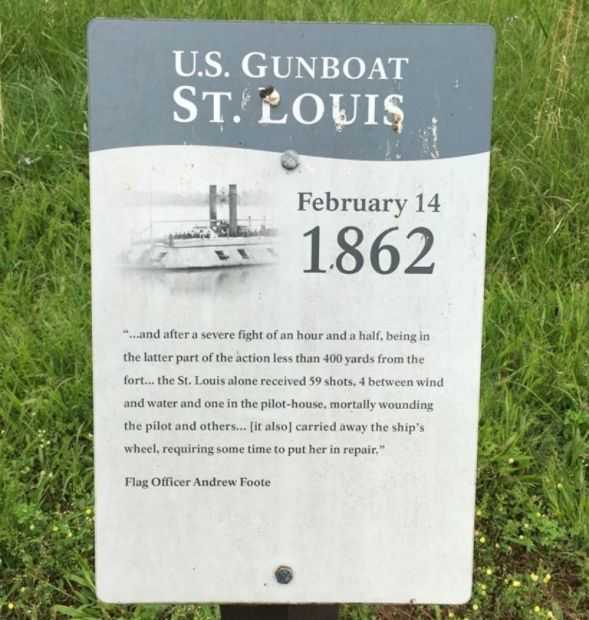 U.S. Gunboat
St. Louis
February 14
1862
“...and after a severe fight of an hour and a half, being in
the latter part of the action less than 400 yards from the
fort... the St. Louis alone received 59 shots, 4 between wind
and water and one in the pilot-house, mortally wounding
the pilot and others... [it also] carried away the ship's
wheel, requiring some time to put her in repair.”
Flag Officer Andrew Foote